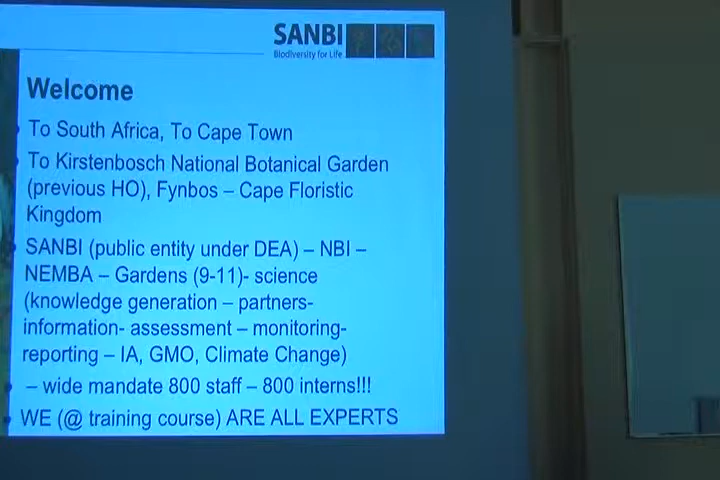 SANBI
Biodiversity for Life
Welcome
To South Africa, To Cape Town
To Kirstenbosch National Botanical Garden
(previous HO), Fynbos – Cape Floristic
Kingdom
SANBI (public entity under DEA) – NBI –
NEMBA – Gardens (9-11)- science
(knowledge generation – partners-
information- assessment – monitoring-
reporting – IA, GMO, Climate Change)
– wide mandate 800 staff – 800 interns!!!
WE (@ training course) ARE ALL EXPERTS